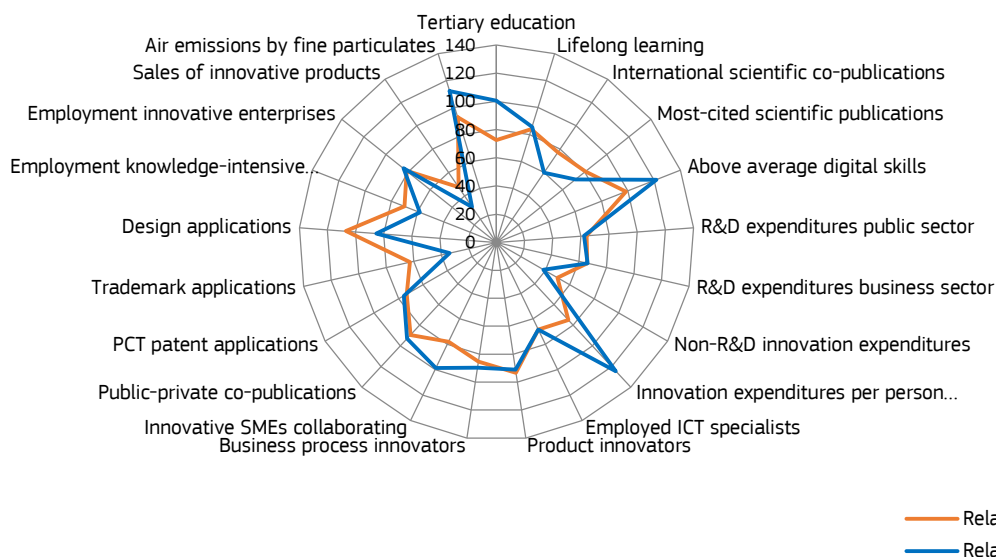 Tertiary education
Lifelong learning
International scientific co-publications
Most-cited scientific publications
Above average digital skills
R&D expenditures public sector
R&D expenditures business sector
Non-R&D innovation expenditures
Innovation expenditures per person...
Employed ICT specialists
Product innovators
Business process innovators
Innovative SMEs collaborating
Public-private co-publications
PCT patent applications
Trademark applications
Design applications
Employment knowledge-intensive...
Employment innovative enterprises
Sales of innovative products
Air emissions by fine particulates
140
120
100
80
60
40
20
0
Rela
Rela